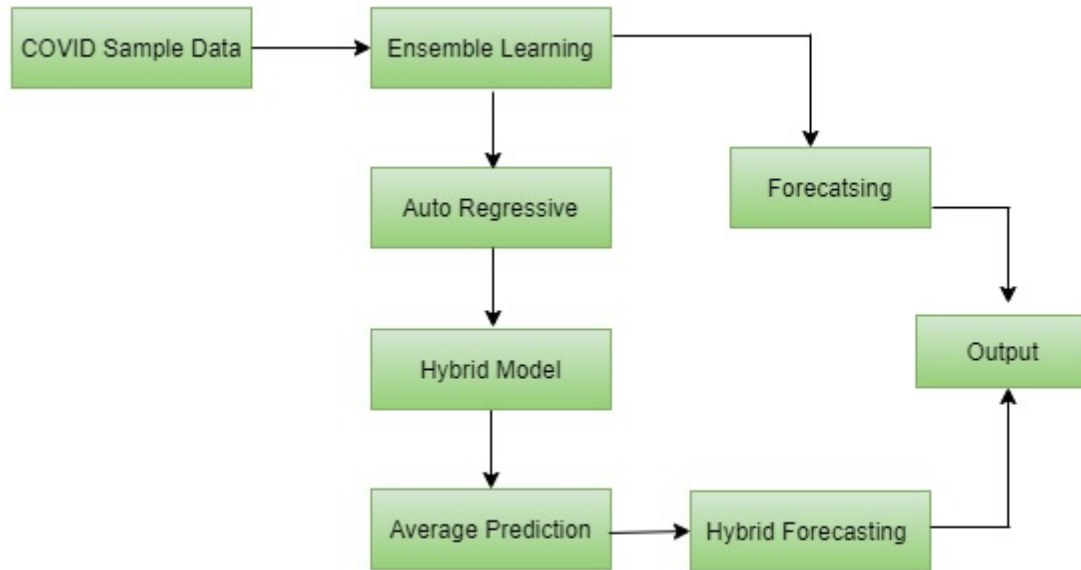 COVID Sample Data
Ensemble Learning
Forecatsing
Auto Regressive
Output
Hybrid Model
Average Prediction
Hybrid Forecasting